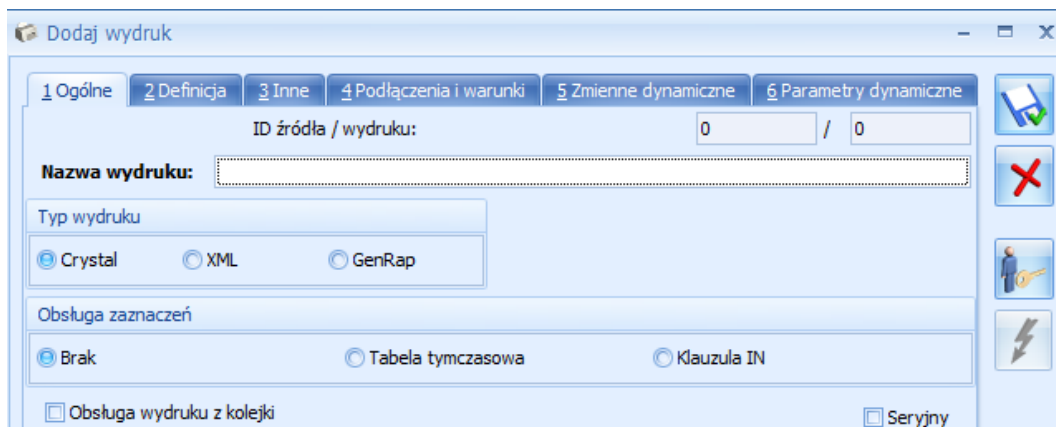 Dodaj wydruk
1 Ogólne 2 Definicja 3 Inne 4 Podłączenia i warunki 5 Zmienne dynamiczne 6 Parametry dynamiczne
ID źródła / wydruku: 0 / 0
Nazwa wydruku:
Typ wydruku
Crystal XML GenRap
Obsługa zaznaczeń
Brak Tabela tymczasowa Klauzula IN
Obsługa wydruku z kolejki Seryjny